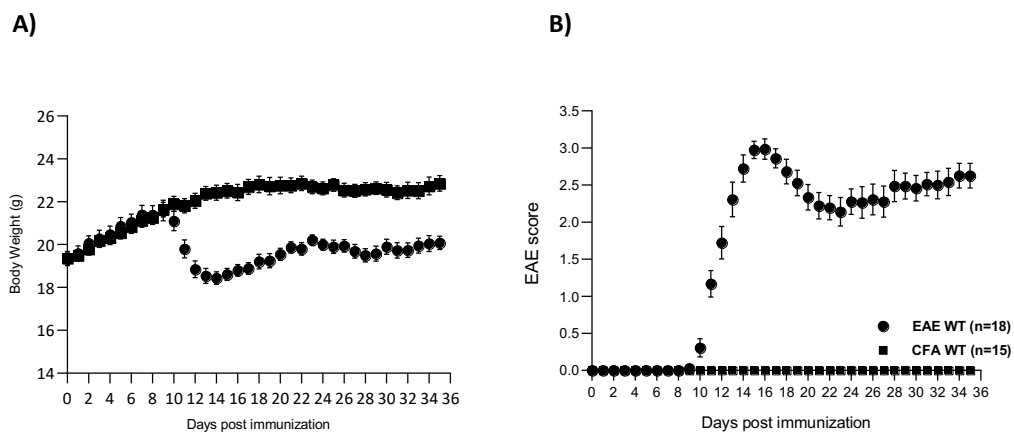 A)
B)
26
24
22
20
18
16
14
Body Weight (g)
0 2 4 6 8 10 12 14 16 18 20 22 24 26 28 30 32 34 36
Days post immunization
3.5
3.0
2.5
2.0
1.5
1.0
0.5
0.0
EAE score
EAE WT (n=18)
CFA WT (n=15)
0 2 4 6 8 10 12 14 16 18 20 22 24 26 28 30 32 34 36
Days post immunization